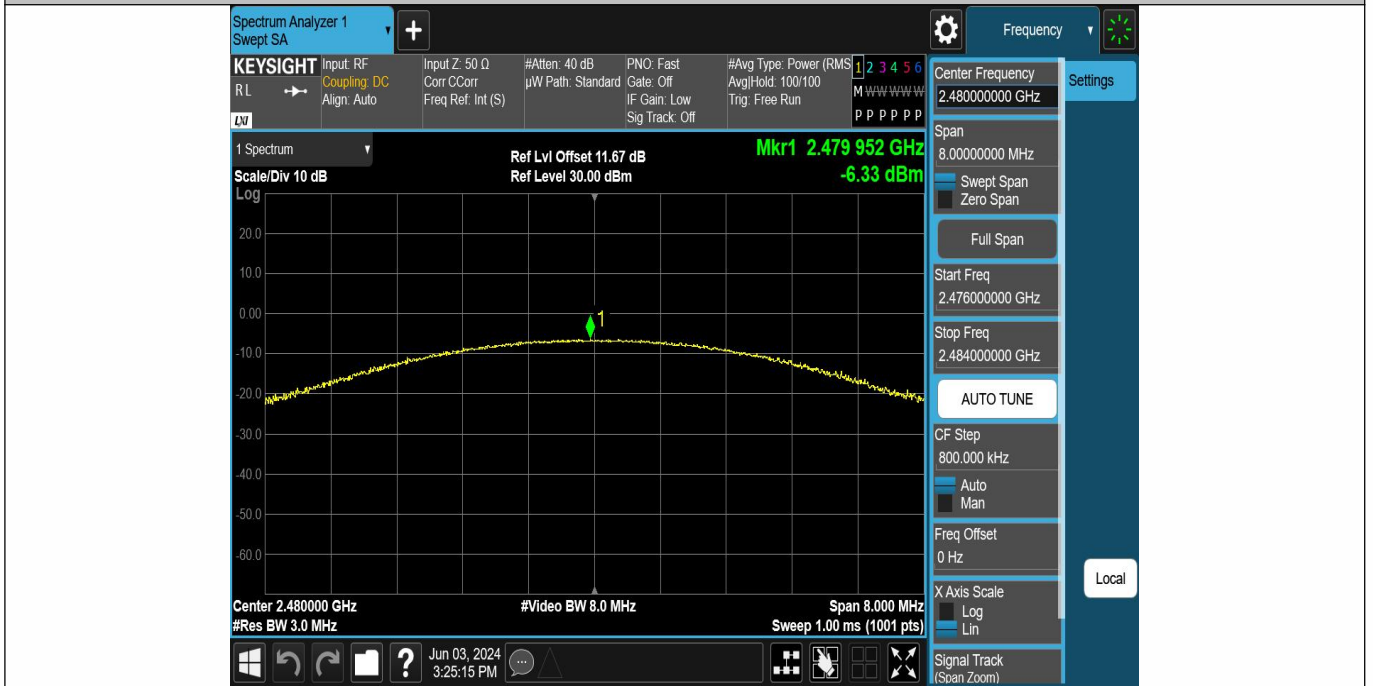 Spectrum Analyzer 1
Swept SA
+
Frequency
KEYSIGHT
RL
LXI
Input: RF
Coupling: DC
Align: Auto
Input Z: 50 Ω
Corr CCorr
Freq Ref: Int (S)
#Atten: 40 dB
µW Path: Standard
PNO: Fast
Gate: Off
IF Gain: Low
Sig Track: Off
#Avg Type: Power (RMS
Avg|Hold: 100/100
Trig: Free Run
1 2 3 4 5 6
M W W W W W
P P P P P P
1 Spectrum
Scale/Div 10 dB
Ref Lvl Offset 11.67 dB
Ref Level 30.00 dBm
Mkr1 2.479 952 GHz
-6.33 dBm
Log
20.0
10.0
0.00
-10.0
-20.0
-30.0
-40.0
-50.0
-60.0
1
Center 2.480000 GHz
#Res BW 3.0 MHz
#Video BW 8.0 MHz
Span 8.000 MHz
Sweep 1.00 ms (1001 pts)
?
Jun 03, 2024
3:25:15 PM
Center Frequency
2.480000000 GHz
Settings
Span
8.00000000 MHz
Swept Span
Zero Span
Full Span
Start Freq
2.476000000 GHz
Stop Freq
2.484000000 GHz
AUTO TUNE
CF Step
800.000 kHz
Auto
Man
Freq Offset
0 Hz
Local
X Axis Scale
Log
Lin
Signal Track
(Span Zoom)